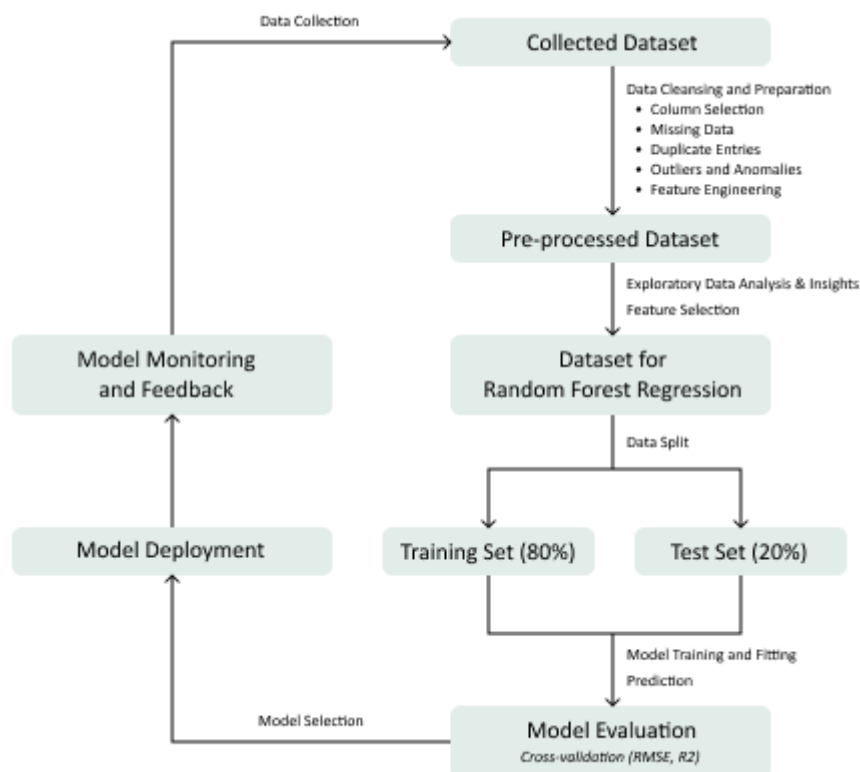 Data Collection
Collected Dataset
Data Cleansing and Preparation
• Column Selection
• Missing Data
• Duplicate Entries
• Outliers and Anomalies
• Feature Engineering
Pre-processed Dataset
Exploratory Data Analysis & Insights
Feature Selection
Model Monitoring
and Feedback
Dataset for
Random Forest Regression
Data Split
Model Deployment
Training Set (80%)
Test Set (20%)
Model Training and Fitting
Prediction
Model Selection
Model Evaluation
Cross-validation (RMSE, R2)